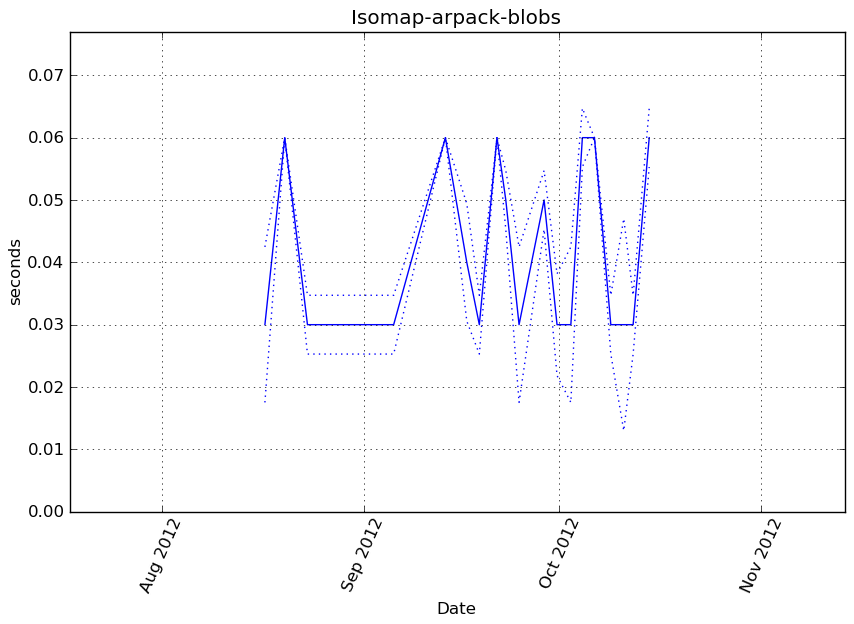 Isomap-arpack-blobs
0.07
0.06
0.05
0.04
0.03
0.02
0.01
0.00
seconds
Aug 2012
Sep 2012
Oct 2012
Nov 2012
Date